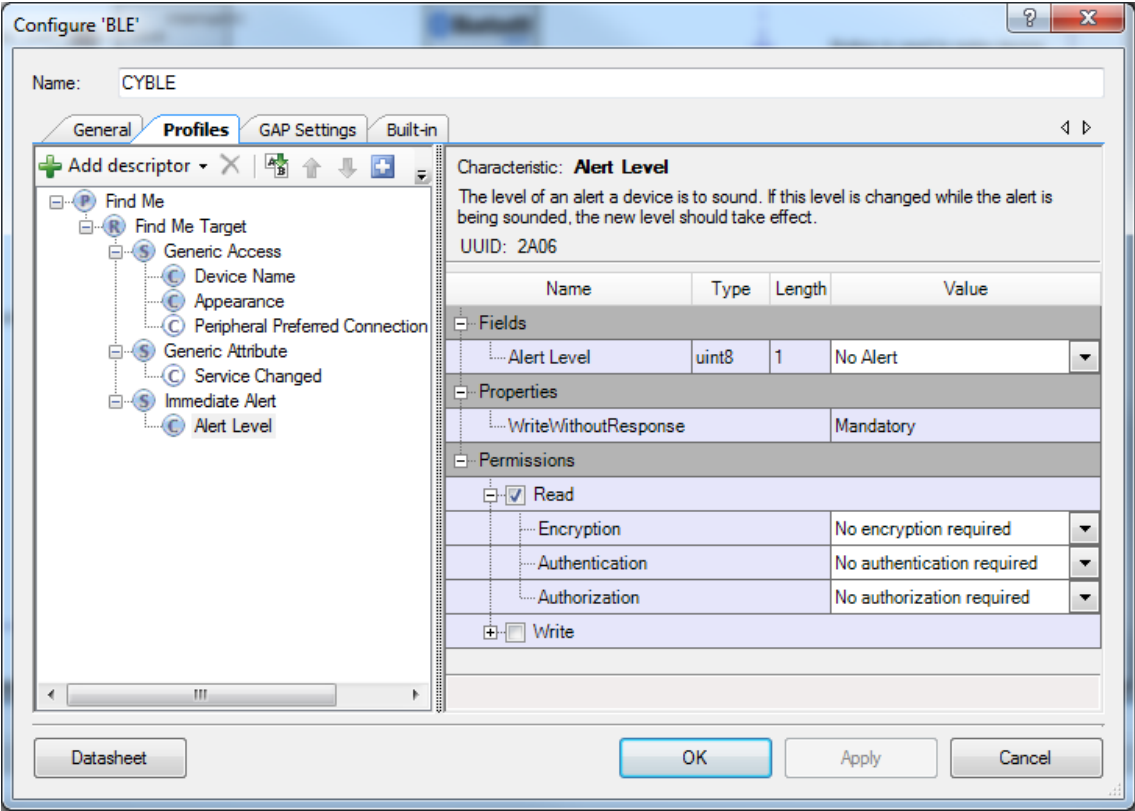 Configure 'BLE'
Name: CYBLE
General Profiles GAP Settings Built-in
Add descriptor
P Find Me
R Find Me Target
S Generic Access
C Device Name
C Appearance
C Peripheral Preferred Connection
S Generic Attribute
C Service Changed
S Immediate Alert
C Alert Level
Characteristic: Alert Level
The level of an alert a device is to sound. If this level is changed while the alert is
being sounded, the new level should take effect.
UUID: 2A06
Name Type Length Value
Fields
Alert Level uint8 1 No Alert
Properties
WriteWithoutResponse Mandatory
Permissions
Read
Encryption No encryption required
Authentication No authentication required
Authorization No authorization required
Write
Datasheet OK Apply Cancel